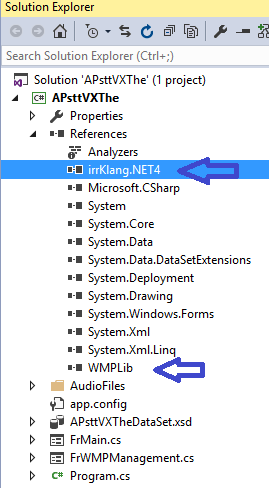 Solution Explorer
Search Solution Explorer (Ctrl+;)
Solution 'APsttVXThe' (1 project)
C# APsttVXThe
Properties
References
Analyzers
irrKlang.NET4
Microsoft.CSharp
System
System.Core
System.Data
System.Data.DataSetExtensions
System.Deployment
System.Drawing
System.Windows.Forms
System.Xml
System.Xml.Linq
WMPLib
AudioFiles
app.config
APsttVXTheDataSet.xsd
FrMain.cs
FrWMPManagement.cs
C# Program.cs